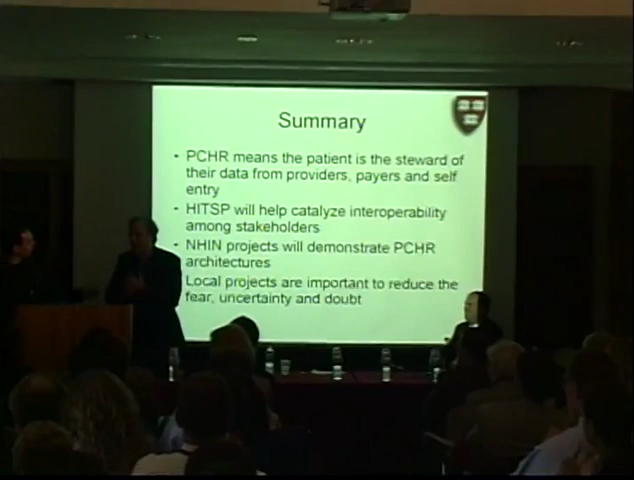 Summary
• PCHR means the patient is the steward of
their data from providers, payers and self
entry
• HITSP will help catalyze interoperability
among stakeholders
• NHIN projects will demonstrate PCHR
architectures
Local projects are important to reduce the
fear, uncertainty and doubt